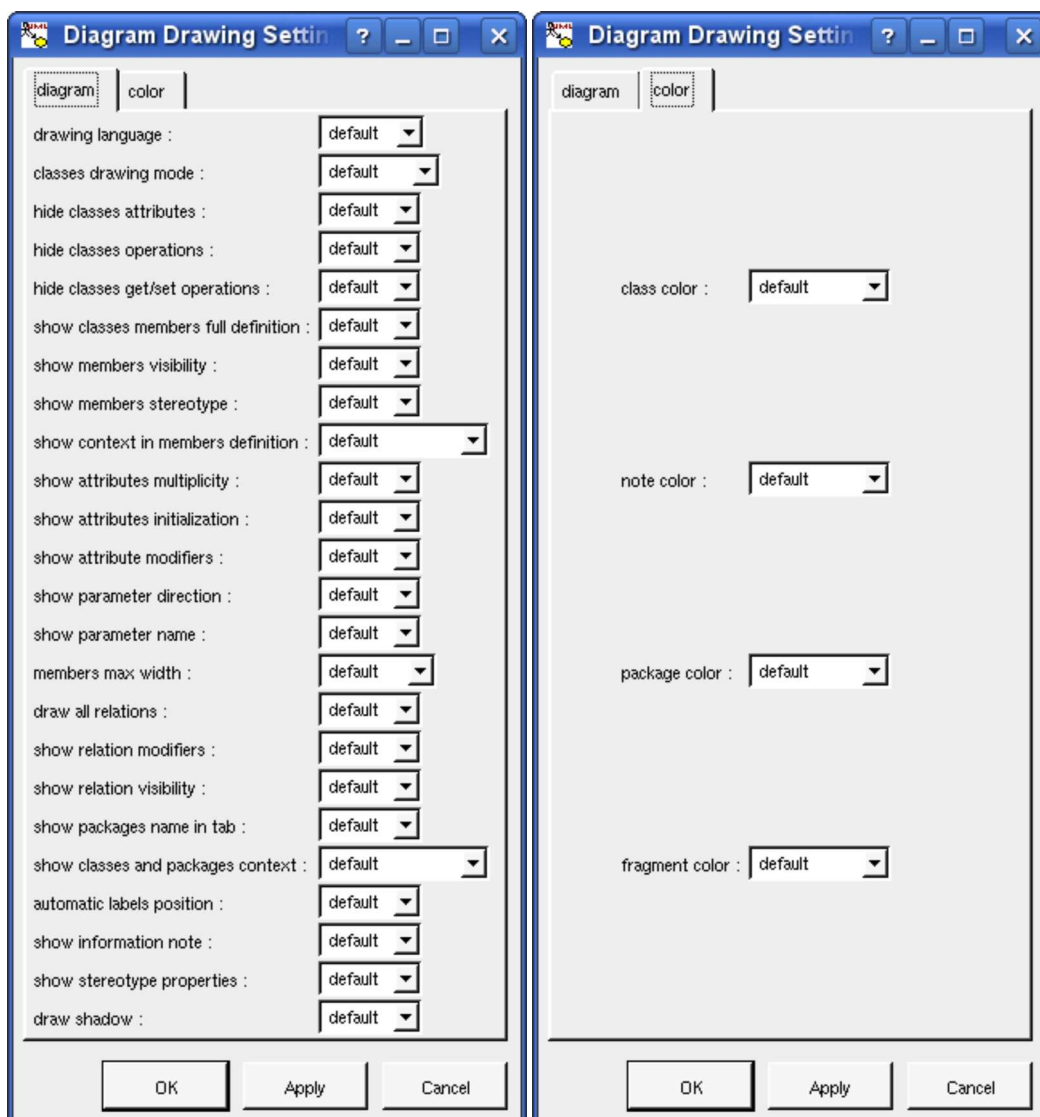 Diagram Drawing Settin
diagram color
drawing language : default
classes drawing mode : default
hide classes attributes : default
hide classes operations : default
hide classes get/set operations : default
show classes members full definition : default
show members visibility : default
show members stereotype : default
show context in members definition : default
show attributes multiplicity : default
show attributes initialization : default
show attribute modifiers : default
show parameter direction : default
show parameter name : default
members max width : default
draw all relations : default
show relation modifiers : default
show relation visibility : default
show packages name in tab : default
show classes and packages context : default
automatic labels position : default
show information note : default
show stereotype properties : default
draw shadow : default
OK Apply Cancel
Diagram Drawing Settin
diagram color
class color : default
note color : default
package color : default
fragment color : default
OK Apply Cancel